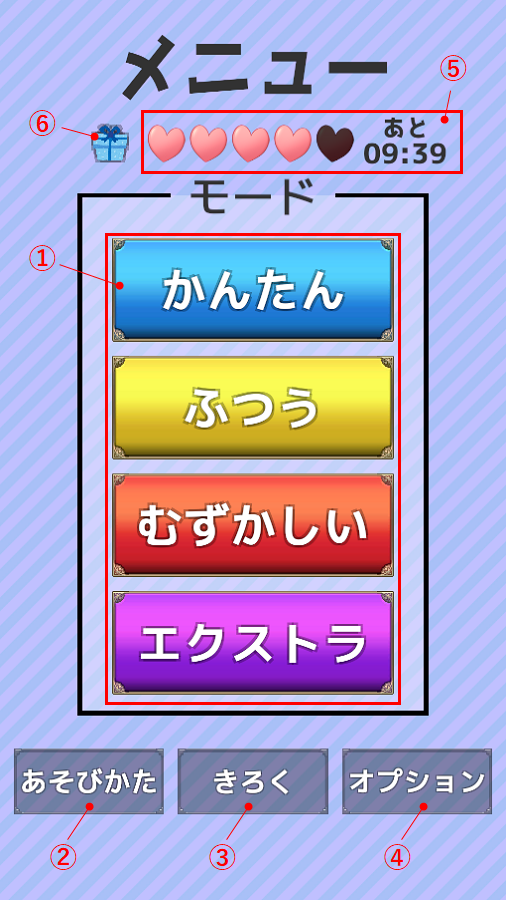 メニュー
⑤
⑥
あと
09:39
モード
①
かんたん
ふつう
むずかしい
エクストラ
あそびかた
きろく
オプション
②
③
④